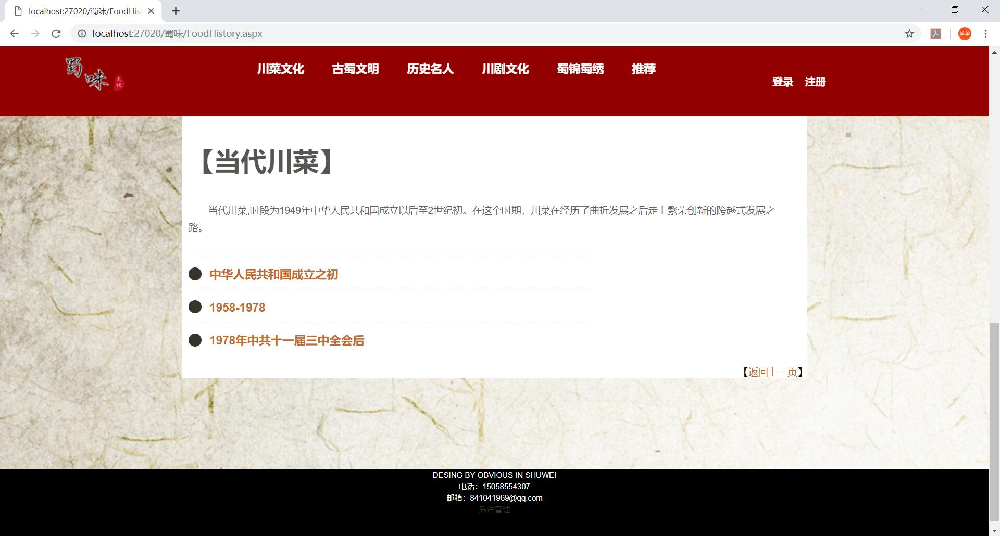 localhost:27020/蜀味/FoodHist
localhost:27020/蜀味/FoodHistory.aspx
羊羊
蜀味 文化
川菜文化 古蜀文明 历史名人 川剧文化 蜀锦蜀绣 推荐
登录 注册
【当代川菜】
当代川菜,时段为1949年中华人民共和国成立以后至2世纪初。在这个时期，川菜在经历了曲折发展之后走上繁荣创新的跨越式发展之
路。
中华人民共和国成立之初
1958-1978
1978年中共十一届三中全会后
【返回上一页】
DESING BY OBVIOUS IN SHUWEI
电话：15058554307
邮箱：841041969@qq.com
后台管理